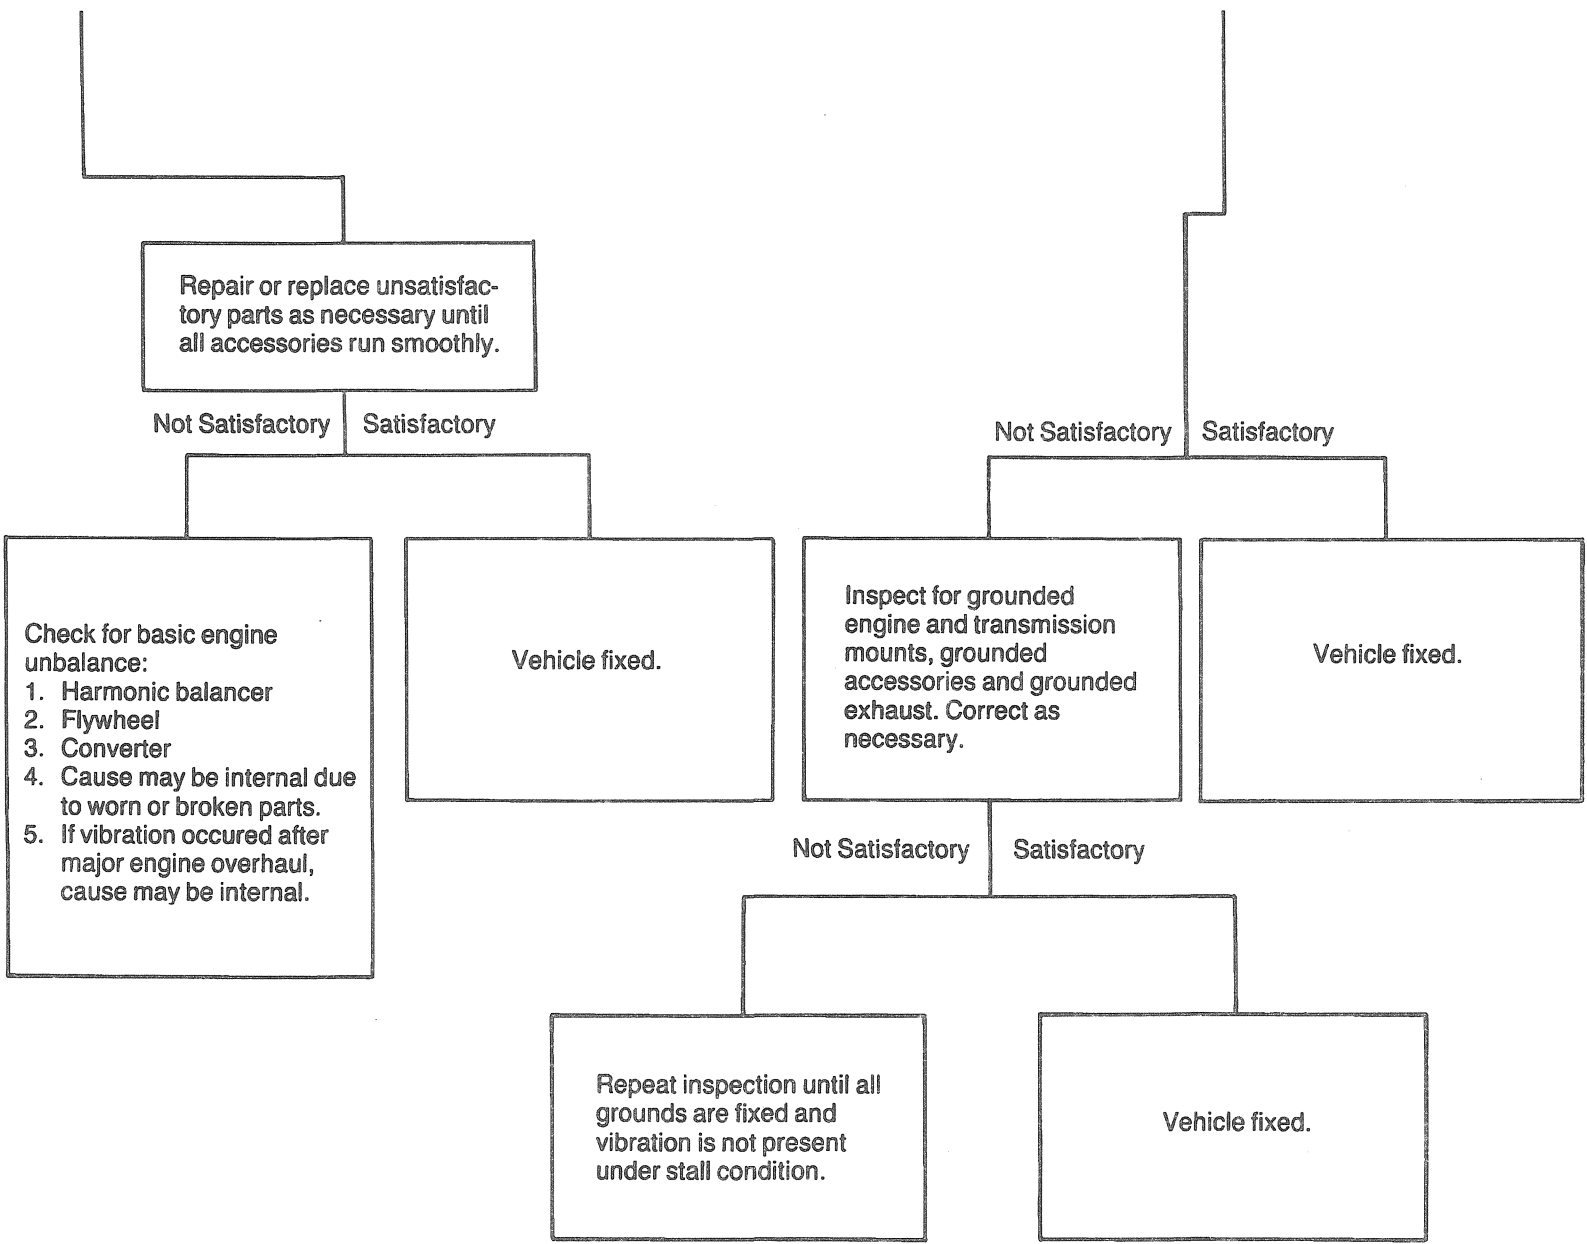 Repair or replace unsatisfac-
tory parts as necessary until
all accessories run smoothly.
Not Satisfactory
Satisfactory
Not Satisfactory
Satisfactory
Check for basic engine
unbalance:
1. Harmonic balancer
2. Flywheel
3. Converter
4. Cause may be internal due
to worn or broken parts.
5. If vibration occured after
major engine overhaul,
cause may be internal.
Vehicle fixed.
Inspect for grounded
engine and transmission
mounts, grounded
accessories and grounded
exhaust. Correct as
necessary.
Vehicle fixed.
Not Satisfactory
Satisfactory
Repeat inspection until all
grounds are fixed and
vibration is not present
under stall condition.
Vehicle fixed.